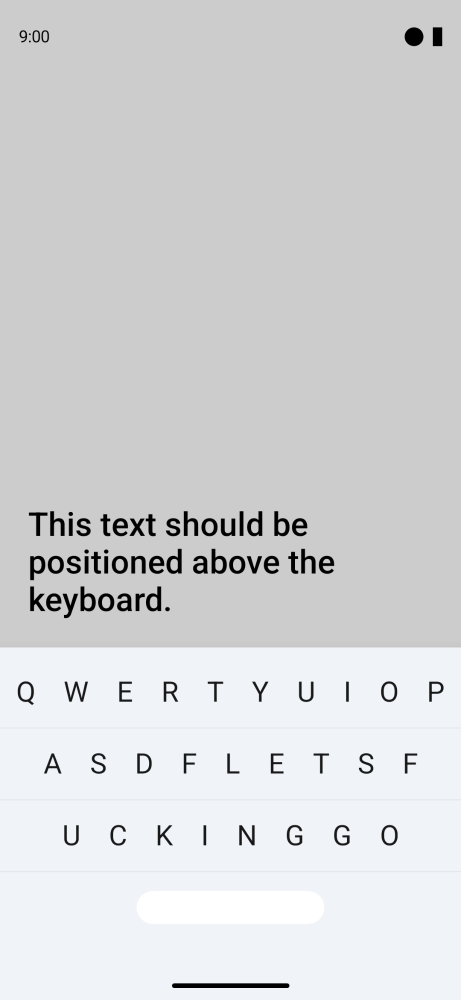 9:00
This text should be
positioned above the
keyboard.
Q W E R T Y U I O P
A S D F L E T S F
U C K I N G G O